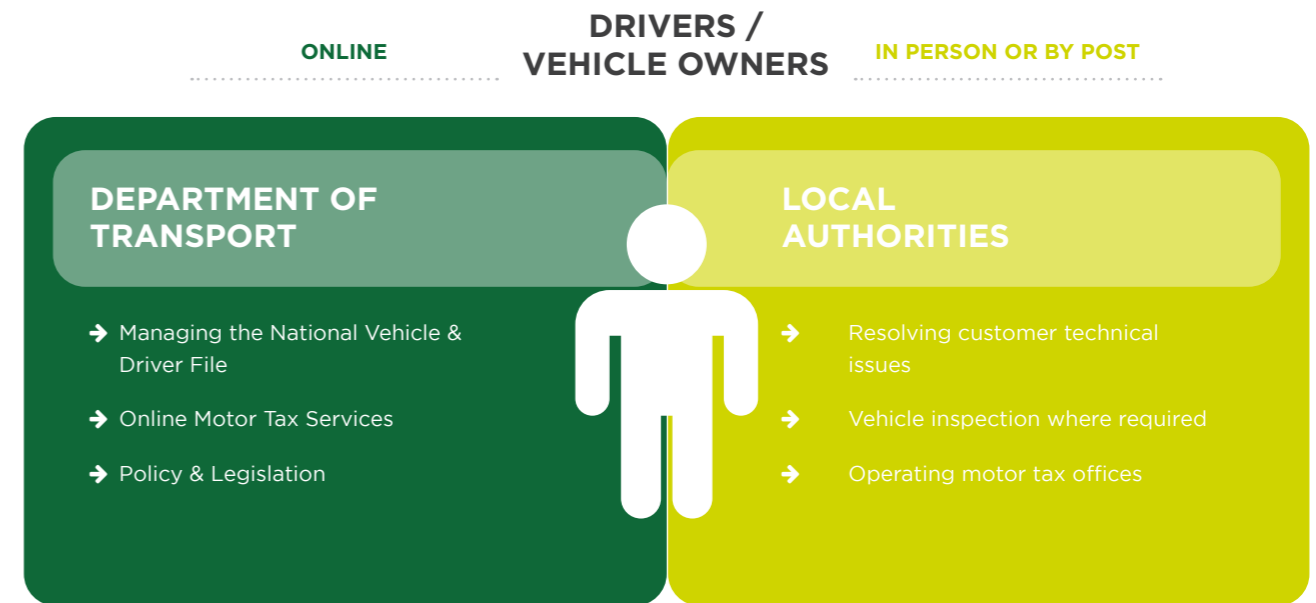 ONLINE
DRIVERS /
VEHICLE OWNERS
IN PERSON OR BY POST
DEPARTMENT OF
TRANSPORT
Managing the National Vehicle &
Driver File
Online Motor Tax Services
Policy & Legislation
LOCAL
AUTHORITIES
Resolving customer technical
issues
Vehicle inspection where required
Operating motor tax offices